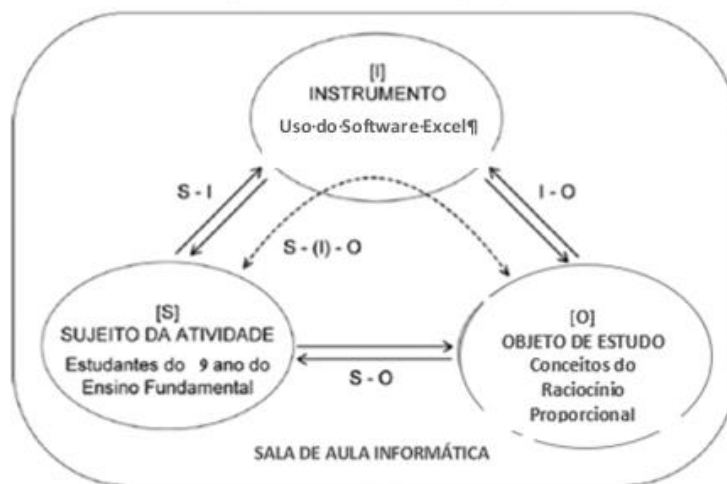 [I]
INSTRUMENTO
Uso·do·Software·Excel¶
S - I
I - O
S - (I) - O
[S]
SUJEITO DA ATIVIDADE
Estudantes do 9 ano do
Ensino Fundamental
[O]
OBJETO DE ESTUDO
Conceitos do
Raciocínio
Proporcional
S - O
SALA DE AULA INFORMÁTICA